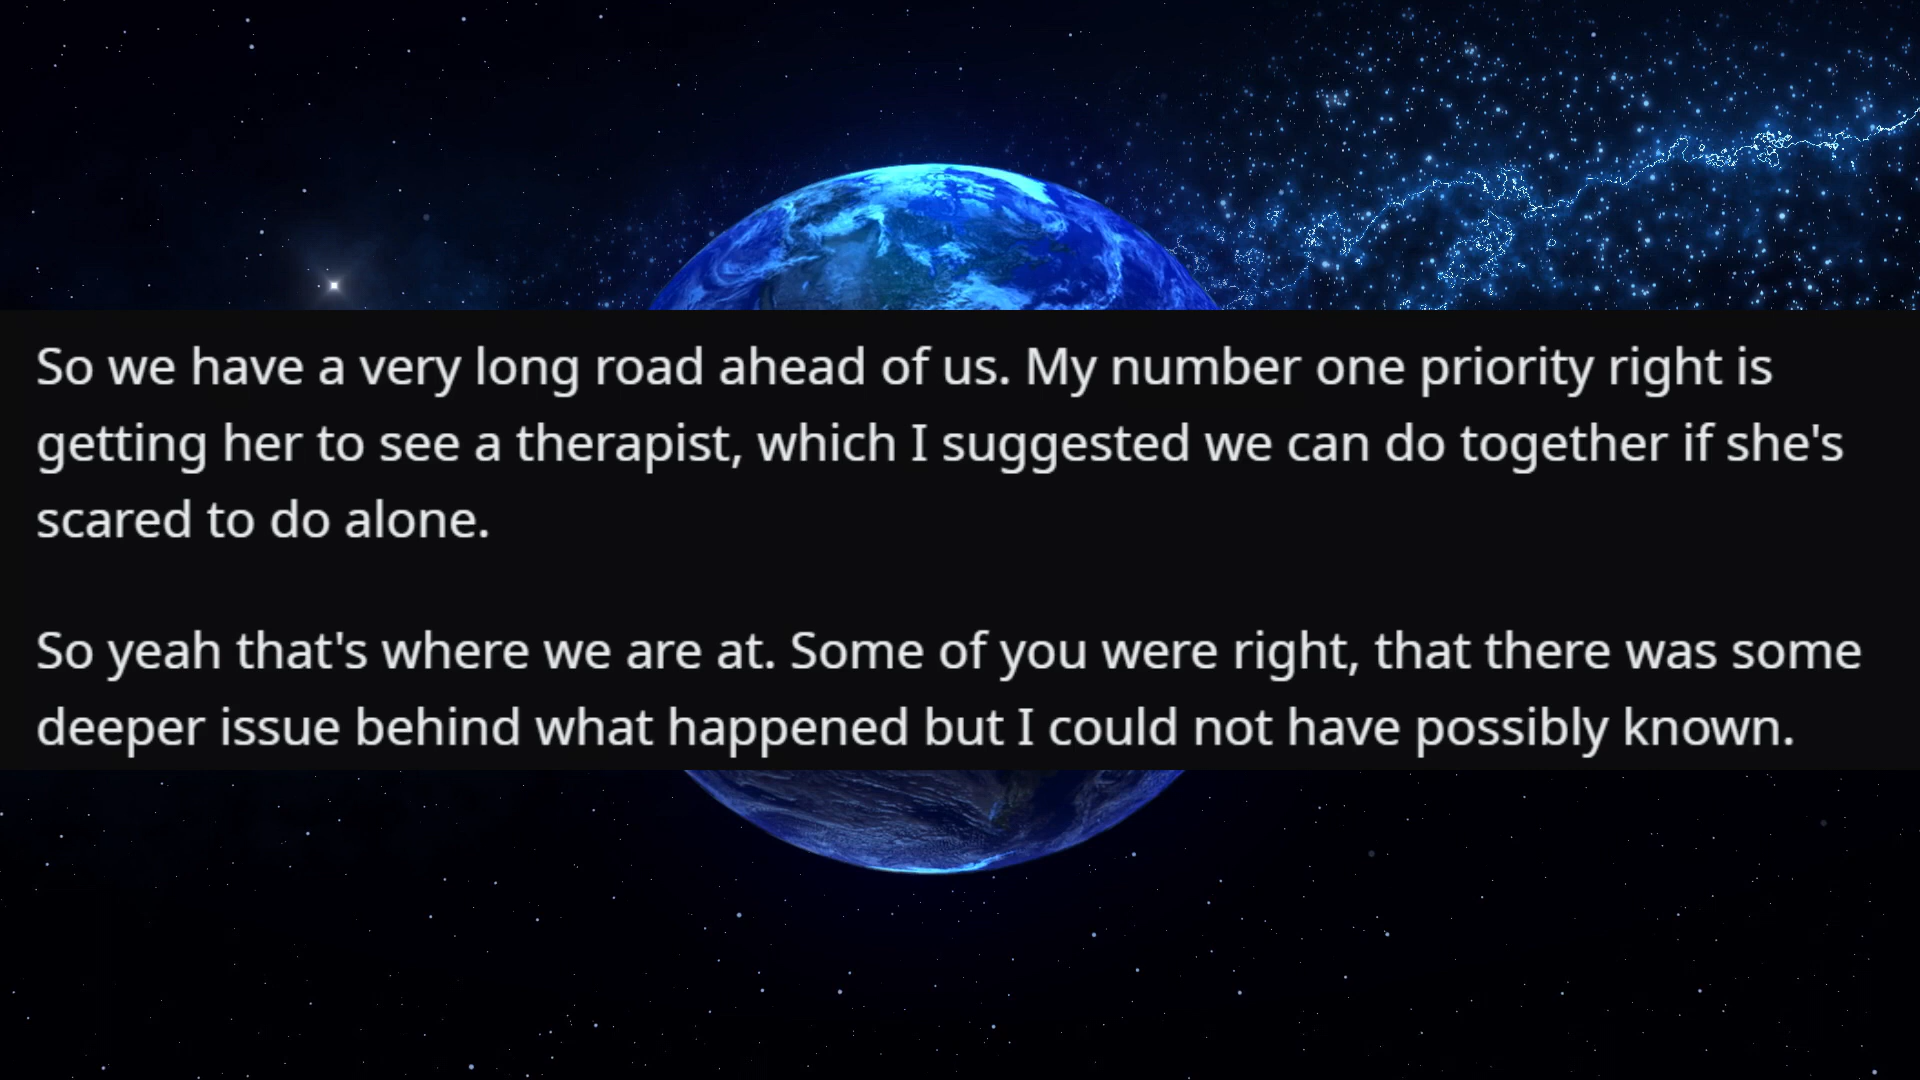 So we have a very long road ahead of us. My number one priority right is
getting her to see a therapist, which I suggested we can do together if she's
scared to do alone.
So yeah that's where we are at. Some of you were right, that there was some
deeper issue behind what happened but I could not have possibly known.